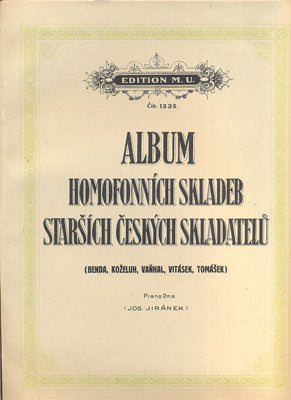 EDITION M. U.
Čís. 1535.
ALBUM
HOMOFONNÍCH SKLADEB
STARŠÍCH ČESKÝCH SKLADATELŮ
(BENDA, KOŽELUH, VAŇHAL, VITÁSEK, TOMÁŠEK)
Piano 2ms.
(JOS. JIRÁNEK)